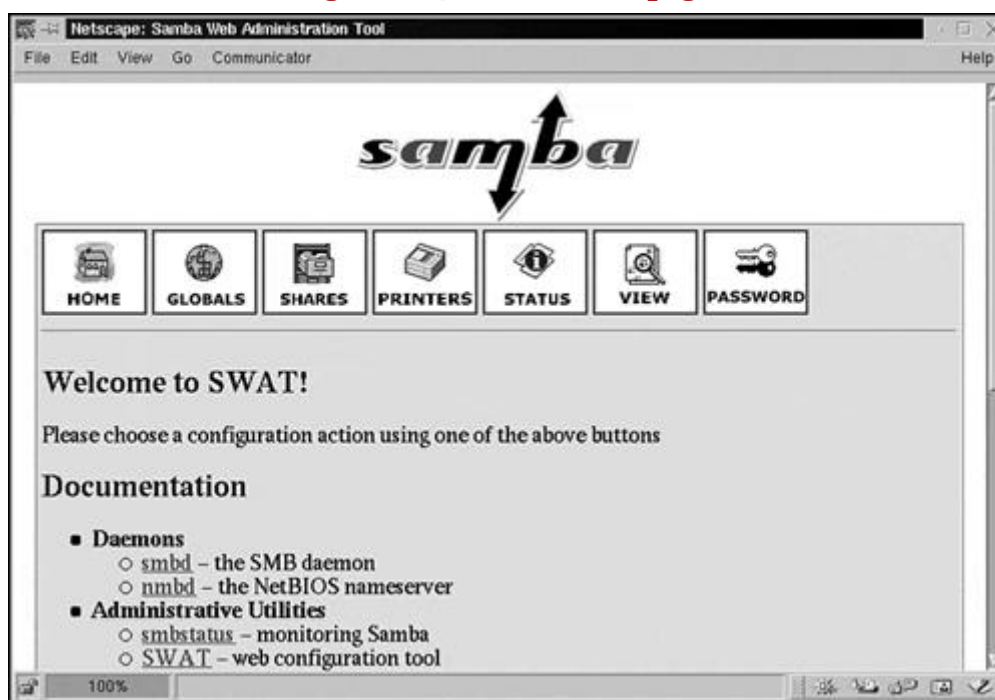 Netscape: Samba Web Administration Tool
File Edit View Go Communicator Help
samba
HOME GLOBALS SHARES PRINTERS STATUS VIEW PASSWORD
Welcome to SWAT!
Please choose a configuration action using one of the above buttons
Documentation
Daemons
smbd – the SMB daemon
nmbd – the NetBIOS nameserver
Administrative Utilities
smbstatus – monitoring Samba
SWAT – web configuration tool
100%